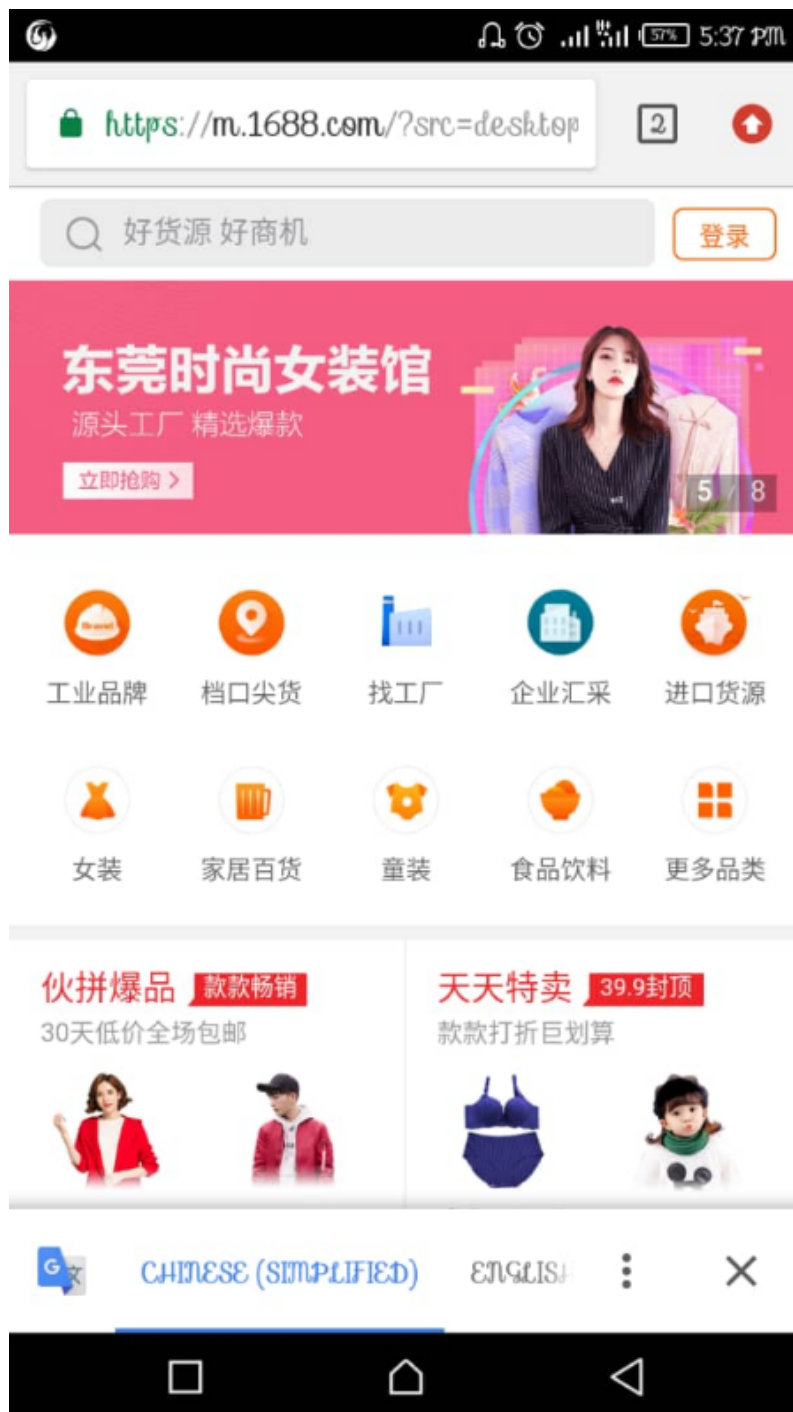 57% 5:37 PM
https://m.1688.com/?src=desktop 2
好货源 好商机 登录
东莞时尚女装馆
源头工厂 精选爆款
立即抢购 >
5 / 8
Brand
工业品牌 档口尖货 找工厂 企业汇采 进口货源
女装 家居百货 童装 食品饮料 更多品类
伙拼爆品 款款畅销 天天特卖 39.9封顶
30天低价全场包邮 款款打折巨划算
G 文 CHINESE (SIMPLIFIED) ENGLISH